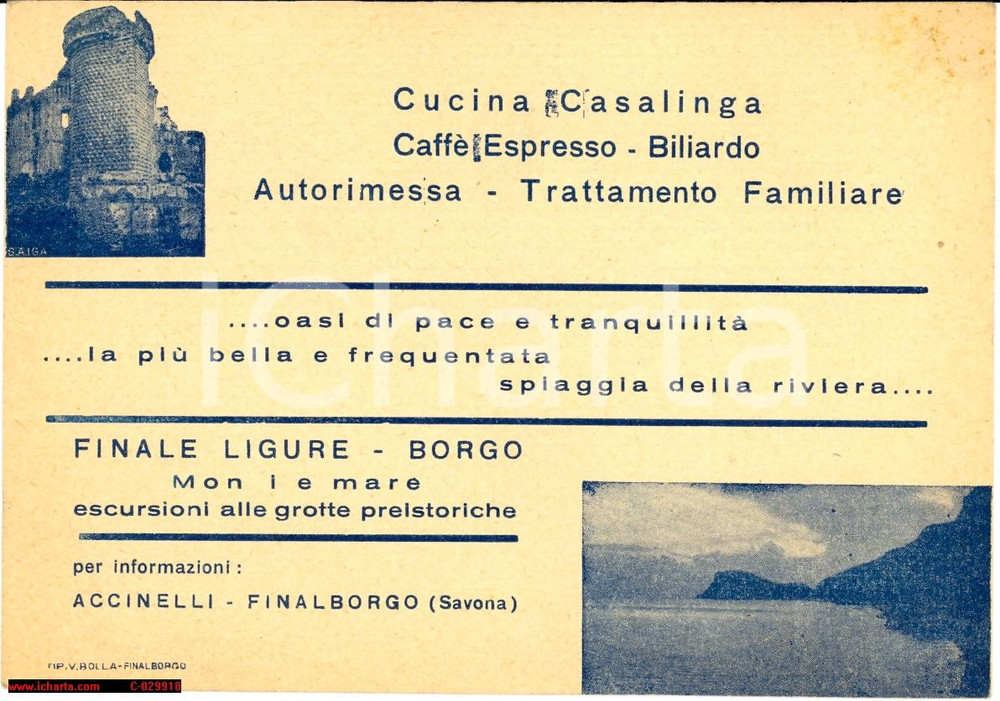 Cucina Casalinga
Caffè Espresso - Biliardo
Autorimessa - Trattamento Familiare
S.A.I.G.A
....oasi di pace e tranquillità
....la più bella e frequentata
spiaggia della riviera....
iCharta
FINALE LIGURE - BORGO
Mon i e mare
escursioni alle grotte preistoriche
per informazioni :
ACCINELLI - FINALBORGO (Savona)
TIP. V. BOLLA - FINALBORGO
www.icharta.com C-029918